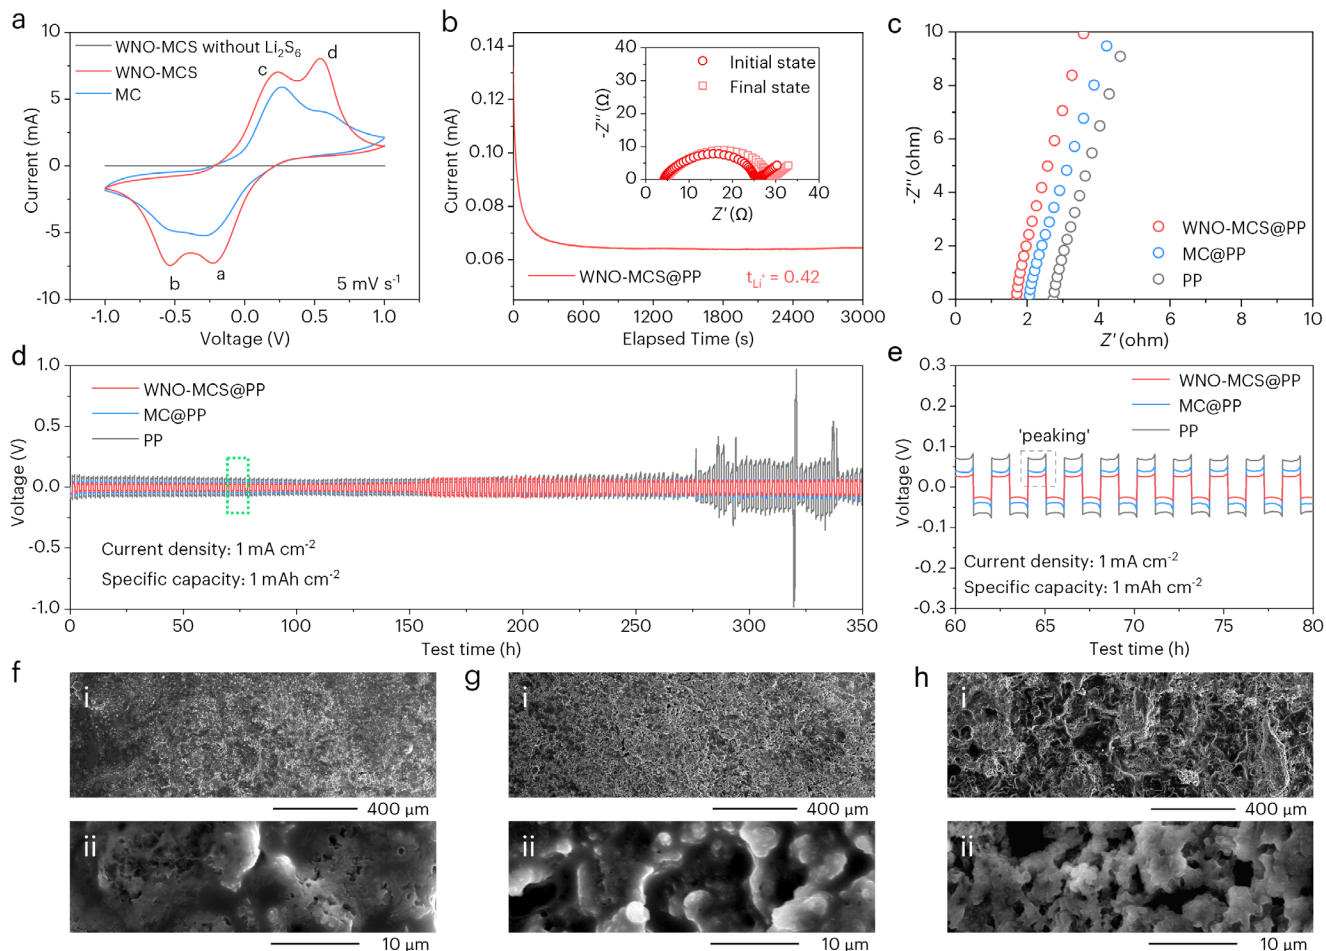 a
WNO-MCS without Li₂S₆
WNO-MCS
MC
c
d
b
a
5 mV s⁻¹
10
5
0
5
10
-1.0
-0.5
0
0.5
1.0
Current (mA)
Voltage (V)
b
0.14
0.12
0.10
0.08
0.06
0
600
1200
1800
2400
3000
Current (mA)
Elapsed Time (s)
WNO-MCS@PP
t_Li⁺ = 0.42
40
30
20
10
0
0
10
20
30
40
-Z'' (Ω)
Z' (Ω)
Initial state
Final state
c
10
8
6
4
2
0
0
2
4
6
8
10
-Z'' (ohm)
Z' (ohm)
WNO-MCS@PP
MC@PP
PP
d
1.0
0.5
0.0
-0.5
-1.0
0
50
100
150
200
250
300
350
Voltage (V)
Test time (h)
WNO-MCS@PP
MC@PP
PP
Current density: 1 mA cm⁻²
Specific capacity: 1 mAh cm⁻²
e
0.3
0.2
0.1
0.0
-0.1
-0.2
-0.3
60
65
70
75
80
Voltage (V)
Test time (h)
WNO-MCS@PP
MC@PP
PP
'peaking'
Current density: 1 mA cm⁻²
Specific capacity: 1 mAh cm⁻²
f
i
400 µm
ii
10 µm
g
i
400 µm
ii
10 µm
h
i
400 µm
ii
10 µm